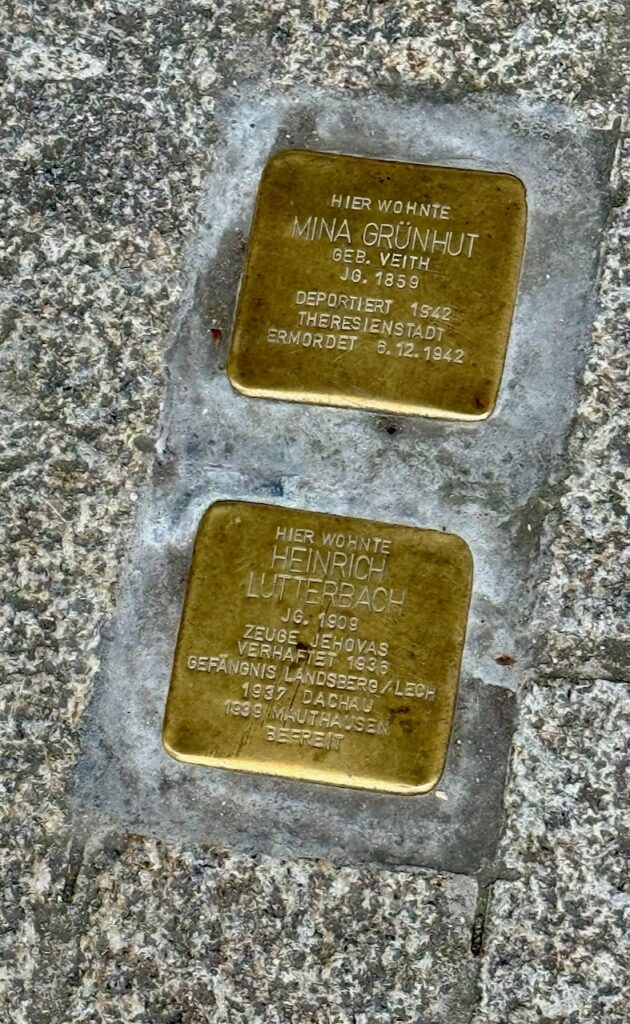 HIER WOHNTE
MINA GRÜNHUT
GEB. VEITH
JG. 1859
DEPORTIERT 1942
THERESIENSTADT
ERMORDET 6.12.1942
HIER WOHNTE
HEINRICH
LUTTERBACH
JG. 1909
ZEUGE JEHOVAS
VERHAFTET 1936
GEFÄNGNIS LANDSBERG/LECH
1937 DACHAU
1939 MAUTHAUSEN
BEFREIT